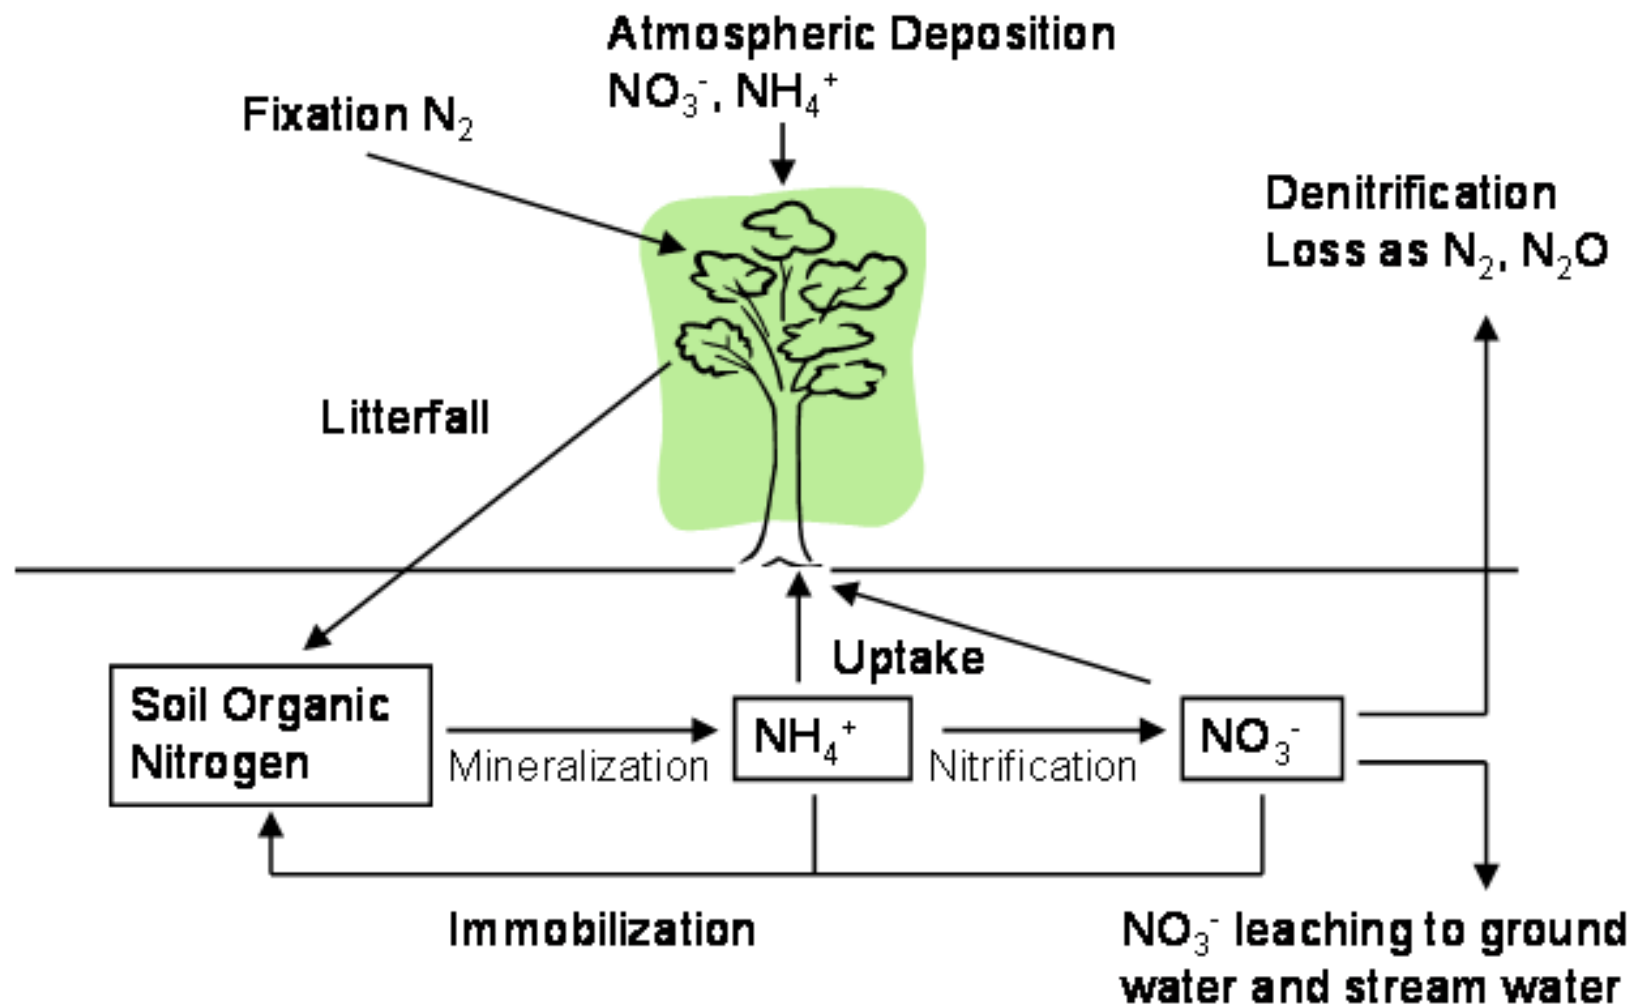 Atmospheric Deposition
NO₃⁻, NH₄⁺
Fixation N₂
Denitrification
Loss as N₂, N₂O
Litterfall
Uptake
Soil Organic
Nitrogen
Mineralization
NH₄⁺
Nitrification
NO₃⁻
Immobilization
NO₃⁻ leaching to ground
water and stream water